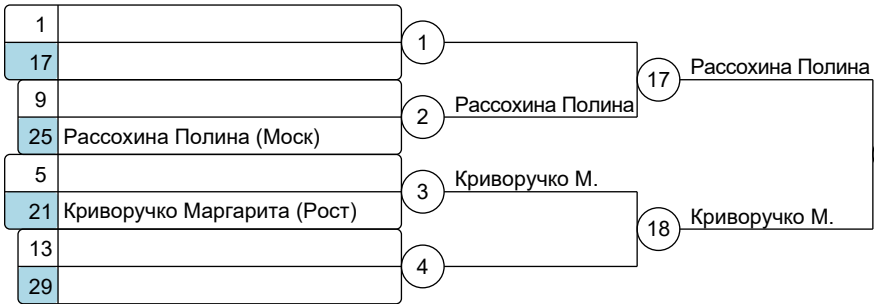 1
17
1
Рассохина Полина
17
9
2
Рассохина Полина
25 Рассохина Полина (Моск)
5
3
Криворучко М.
21 Криворучко Маргарита (Рост)
18
Криворучко М.
13
4
29